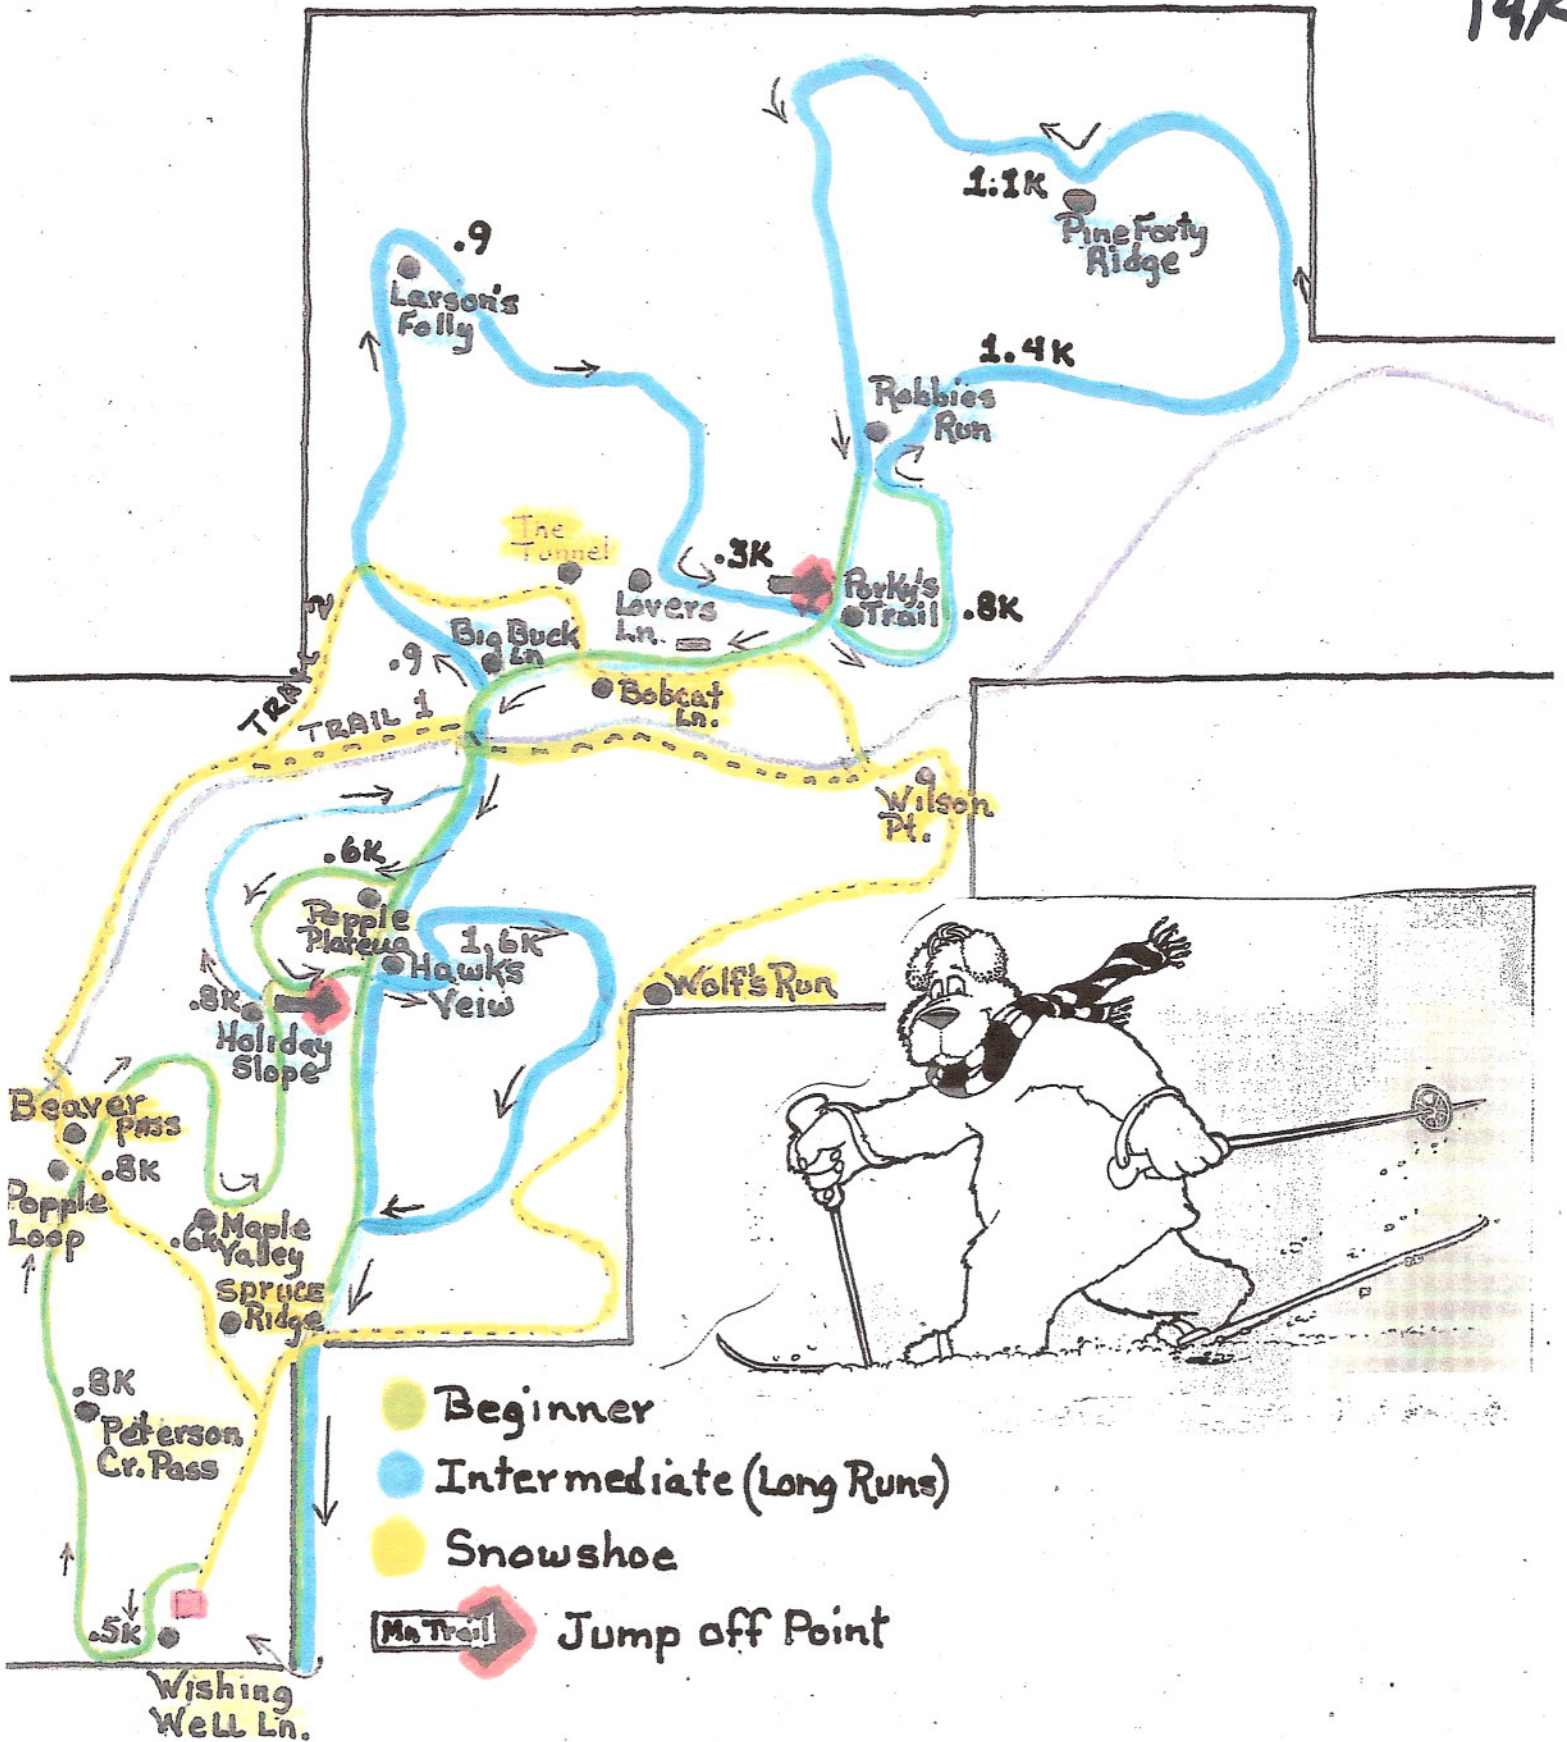 14K
1.1K
Pine Forty
Ridge
.9
Larson's
Folly
1.4K
Robbies
Run
The
Tunnel
.3K
Lovers
Ln.
Porky's
Trail
.8K
Big Buck
Ln
.9
Bobcat
Ln.
TRAIL 2
TRAIL 1
Wilson
Pt.
.6K
Popple
Plateua
1.6K
Hawk's
Veiw
Wolf's Run
.8K
Holiday
Slope
Beaver
Pass
.8K
Popple
Loop
Maple
.6K
Valley
Spruce
Ridge
.8K
Peterson
Cr. Pass
.5K
Wishing
Well Ln.
Beginner
Intermediate (Long Runs)
Snowshoe
Mn Trail
Jump off Point